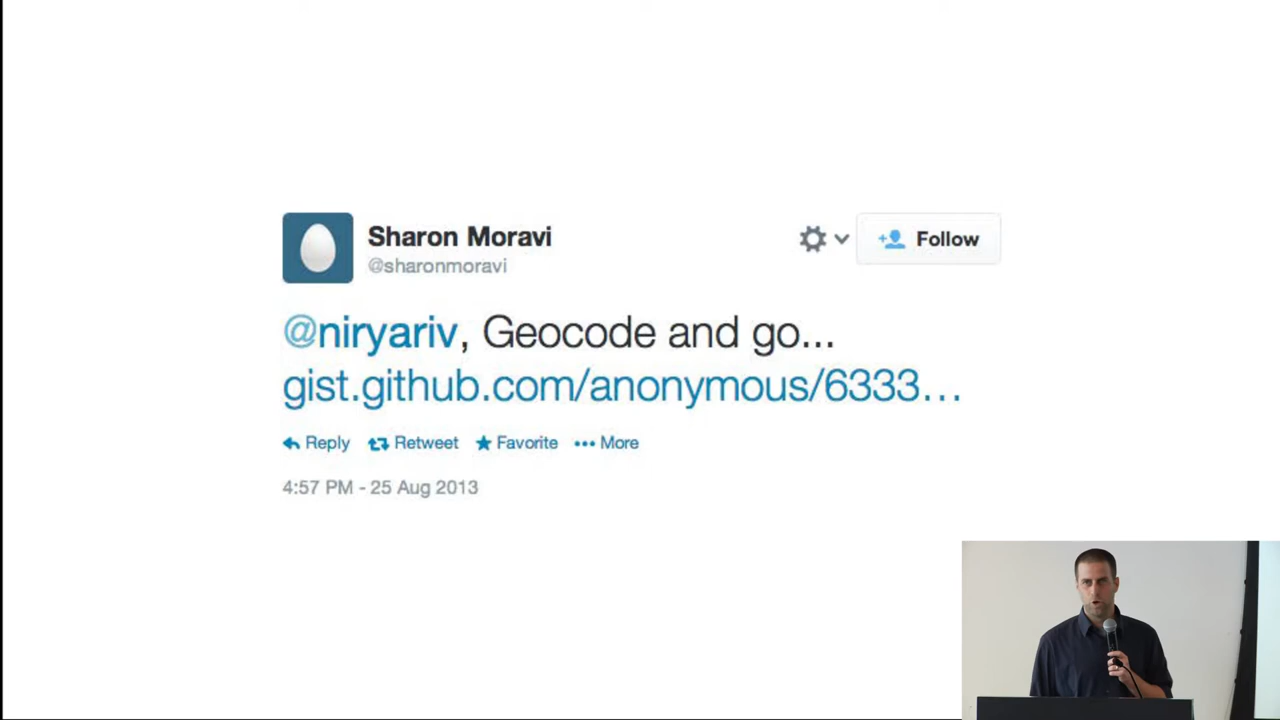 Sharon Moravi
@sharonmoravi
Follow
@niryariv, Geocode and go...
gist.github.com/anonymous/6333...
Reply Retweet Favorite More
4:57 PM - 25 Aug 2013